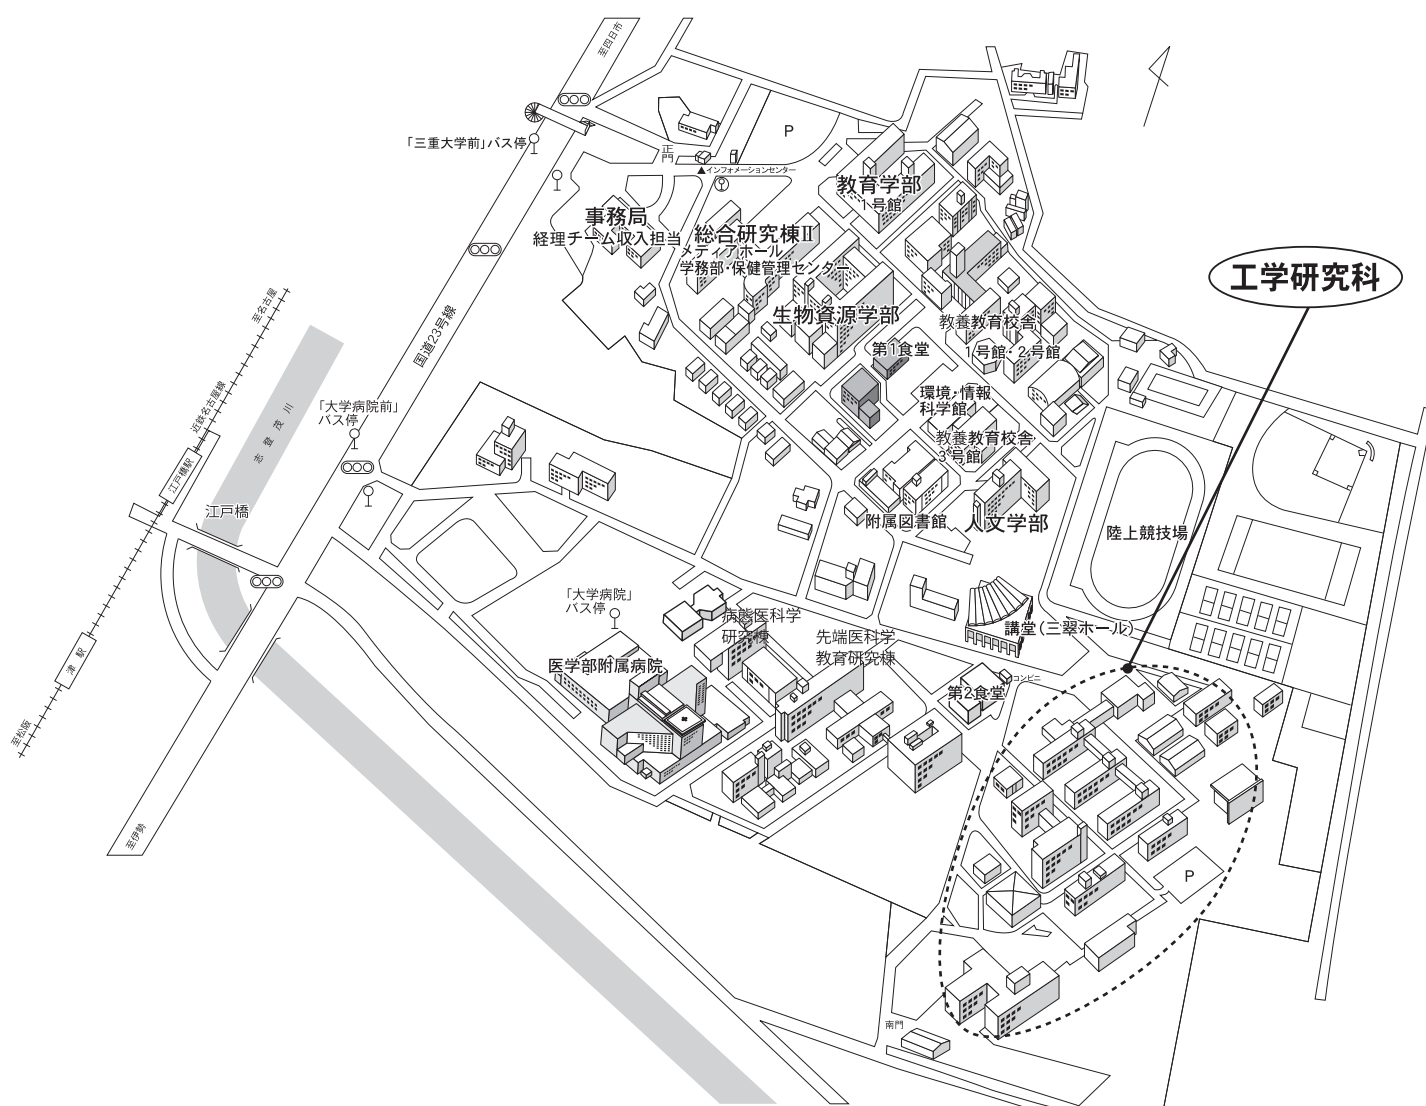 至四日市
「三重大学前」バス停
正門
P
▲インフォメーションセンター
教育学部
1号館
事務局
経理チーム収入担当
総合研究棟Ⅱ
メディアホール
学務部・保健管理センター
工学研究科
生物資源学部
教養教育校舎
1号館・2号館
第1食堂
至名古屋
国道23号線
近鉄名古屋線
志登茂川
「大学病院前」
バス停
環境・情報
科学館
教養教育校舎
3号館
江戸橋駅
江戸橋
附属図書館
人文学部
陸上競技場
「大学病院」
バス停
病態医科学
研究棟
先端医科学
教育研究棟
講堂(三翠ホール)
医学部附属病院
津駅
第2食堂
コンビニ
至松阪
至伊勢
P
南門